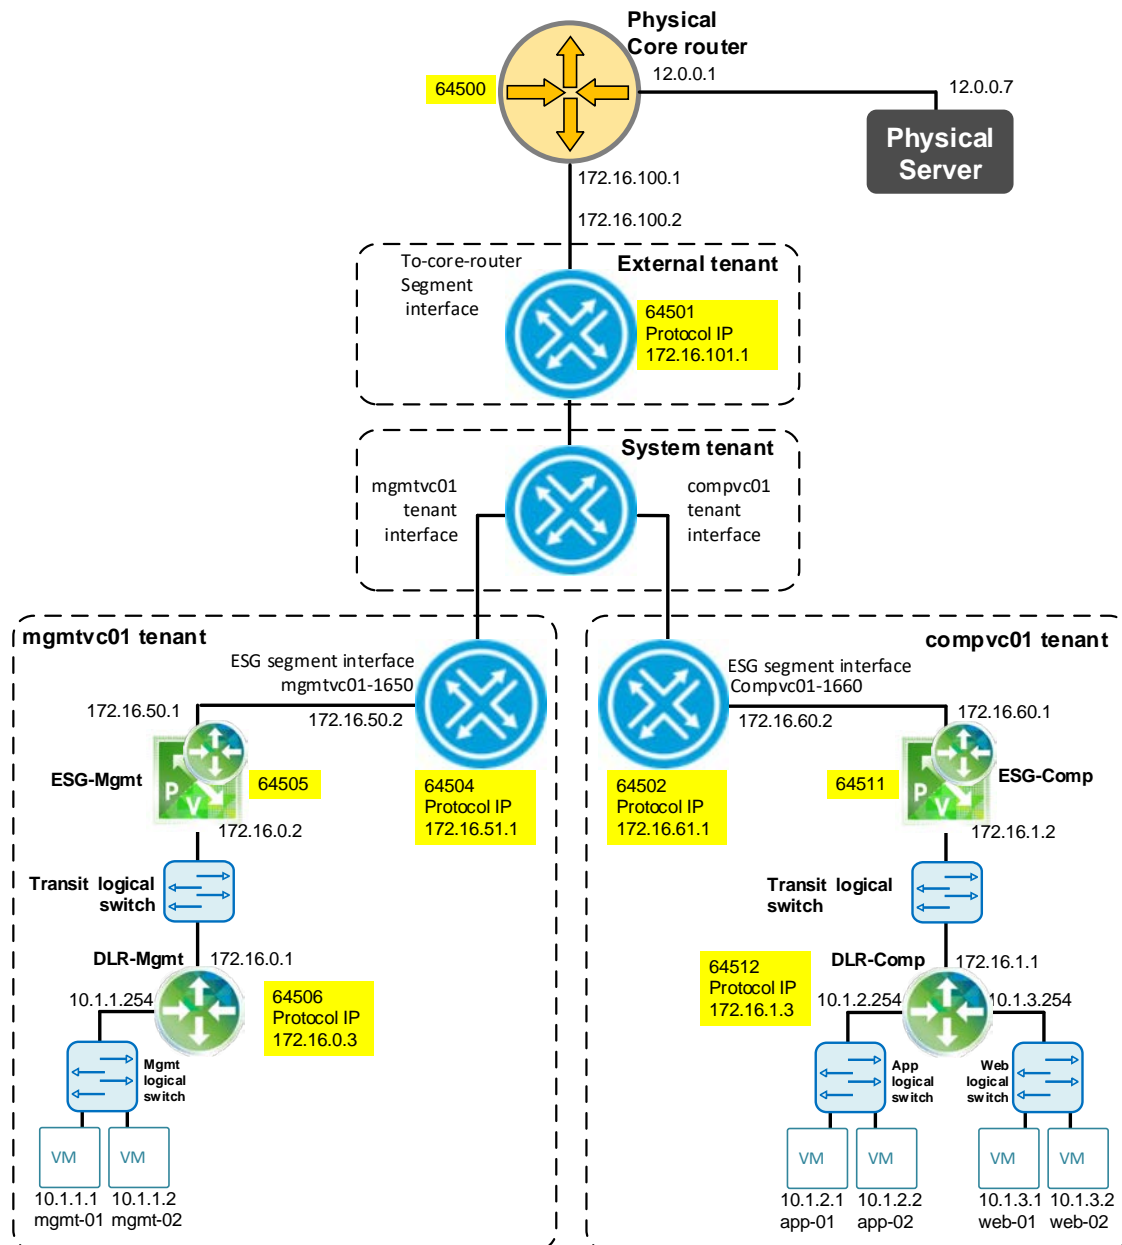 Physical
Core router
12.0.0.1
12.0.0.7
64500
Physical
Server
172.16.100.1
172.16.100.2
To-core-router
Segment
interface
External tenant
64501
Protocol IP
172.16.101.1
System tenant
mgmtvc01
tenant
interface
compvc01
tenant
interface
mgmtvc01 tenant
ESG segment interface
mgmtvc01-1650
172.16.50.1
172.16.50.2
ESG-Mgmt
P
V
64505
64504
Protocol IP
172.16.51.1
172.16.0.2
Transit logical
switch
DLR-Mgmt
172.16.0.1
10.1.1.254
64506
Protocol IP
172.16.0.3
Mgmt
logical
switch
VM
VM
10.1.1.1
mgmt-01
10.1.1.2
mgmt-02
compvc01 tenant
ESG segment interface
Compvc01-1660
172.16.60.2
172.16.60.1
64502
Protocol IP
172.16.61.1
64511
P
V
ESG-Comp
172.16.1.2
Transit logical
switch
64512
Protocol IP
172.16.1.3
DLR-Comp
172.16.1.1
10.1.2.254
10.1.3.254
App
logical
switch
Web
logical
switch
VM
VM
VM
VM
10.1.2.1
app-01
10.1.2.2
app-02
10.1.3.1
web-01
10.1.3.2
web-02